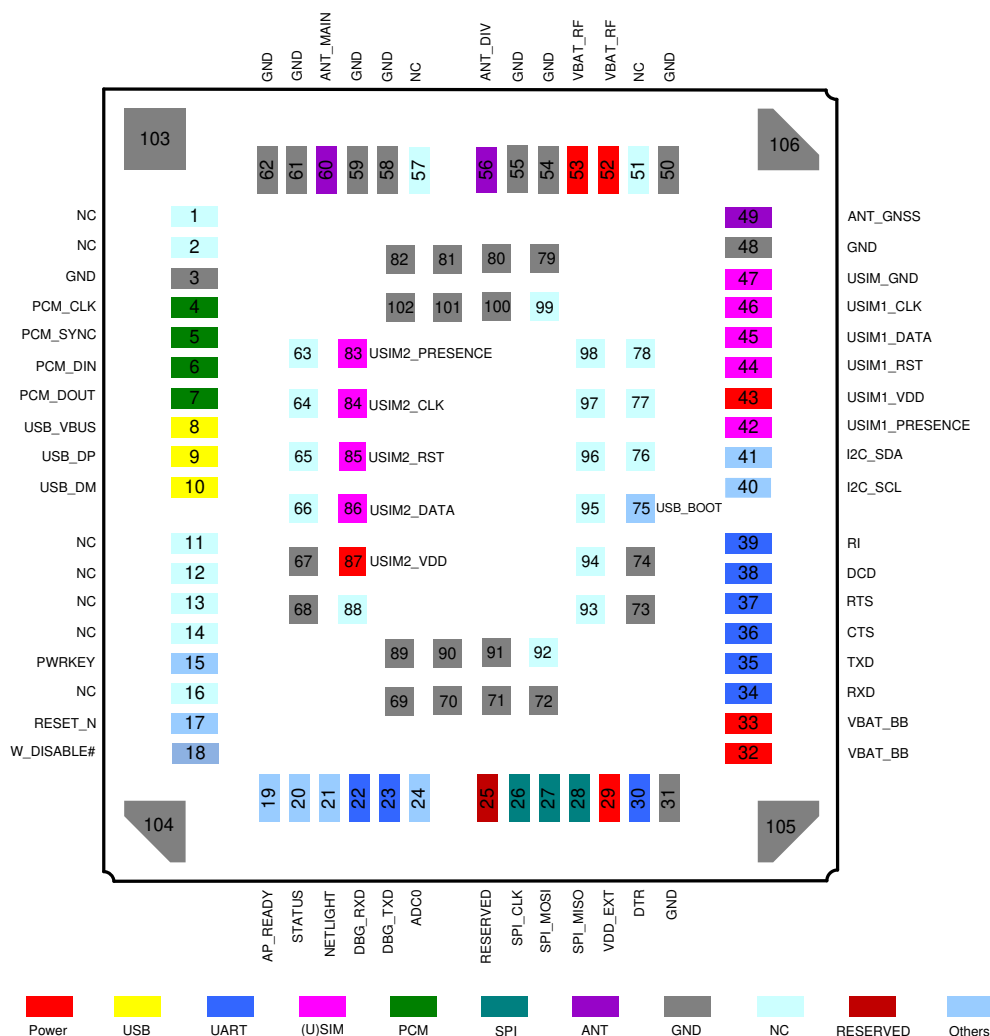 GND GND ANT_MAIN GND GND NC ANT_DIV GND GND VBAT_RF VBAT_RF NC GND
103 62 61 60 59 58 57 56 55 54 53 52 51 50 106
NC 1 49 ANT_GNSS
NC 2 48 GND
GND 3 47 USIM_GND
82 81 80 79
PCM_CLK 4 46 USIM1_CLK
102 101 100 99
PCM_SYNC 5 45 USIM1_DATA
63 83 USIM2_PRESENCE 98 78
PCM_DIN 6 44 USIM1_RST
PCM_DOUT 7 43 USIM1_VDD
64 84 USIM2_CLK 97 77
USB_VBUS 8 42 USIM1_PRESENCE
USB_DP 9 65 85 USIM2_RST 96 76 41 I2C_SDA
USB_DM 10 40 I2C_SCL
66 86 USIM2_DATA 95 75 USB_BOOT
NC 11 39 RI
67 87 USIM2_VDD 94 74
NC 12 38 DCD
NC 13 68 88 93 73 37 RTS
NC 14 36 CTS
89 90 91 92
PWRKEY 15 35 TXD
NC 16 34 RXD
69 70 71 72
RESET_N 17 33 VBAT_BB
W_DISABLE# 18 32 VBAT_BB
104 19 20 21 22 23 24 25 26 27 28 29 30 31 105
AP_READY STATUS NETLIGHT DBG_RXD DBG_TXD ADC0 RESERVED SPI_CLK SPI_MOSI SPI_MISO VDD_EXT DTR GND
Power USB UART (U)SIM PCM SPI ANT GND NC RESERVED Others